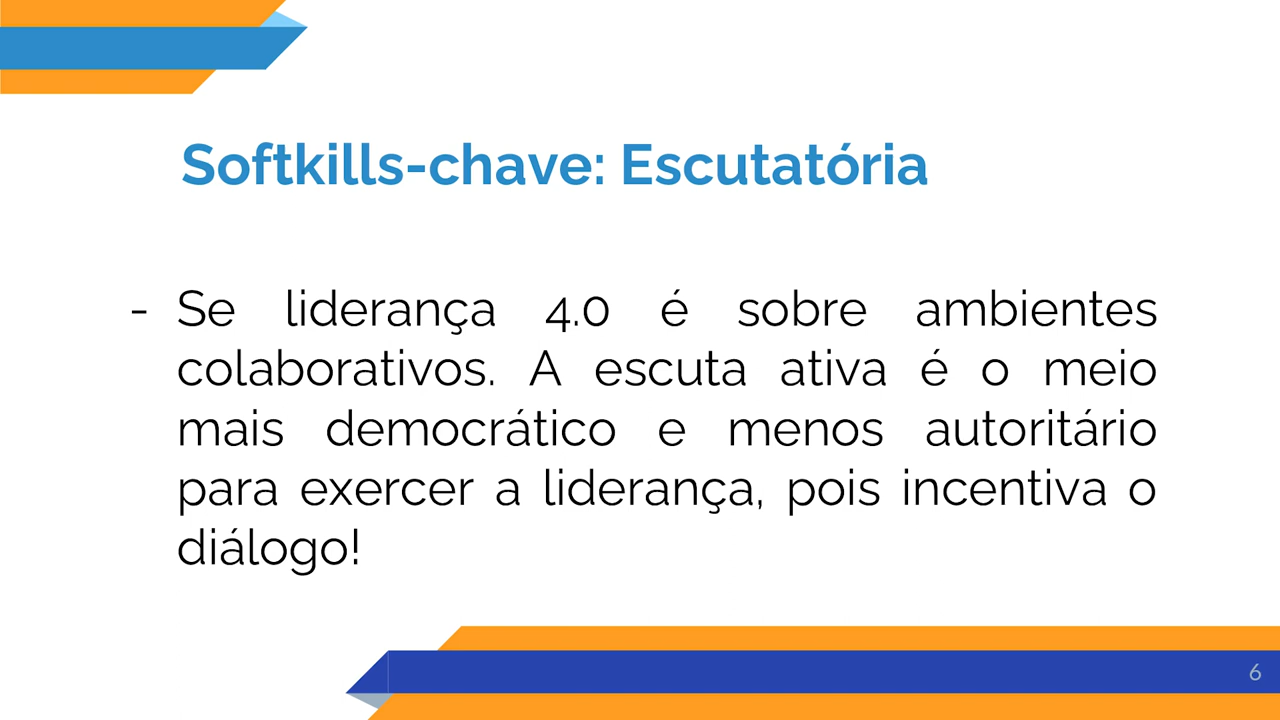 Softkills-chave: Escutatória
- Se liderança 4.0 é sobre ambientes
colaborativos. A escuta ativa é o meio
mais democrático e menos autoritário
para exercer a liderança, pois incentiva o
diálogo!
6